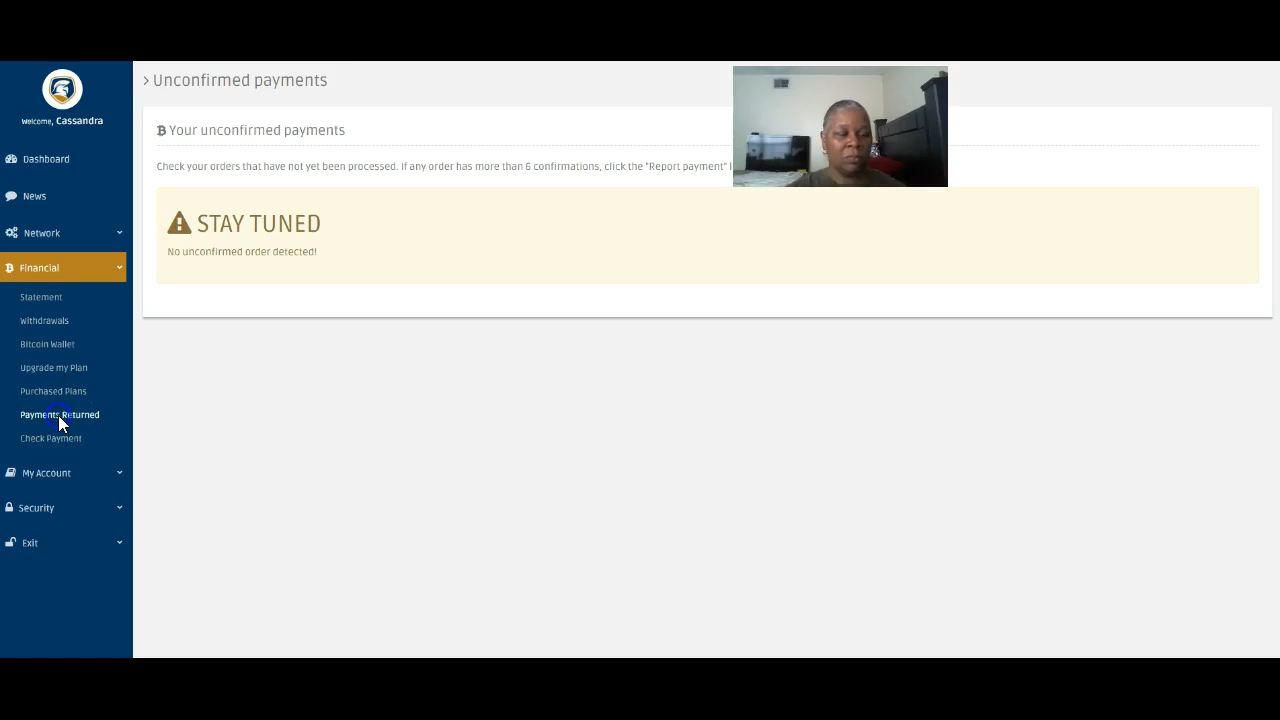 Welcome, Cassandra
Dashboard
News
Network
Financial
Statement
Withdrawals
Bitcoin Wallet
Upgrade my Plan
Purchased Plans
Payments Returned
Check Payment
My Account
Security
Exit
> Unconfirmed payments
Your unconfirmed payments
Check your orders that have not yet been processed. If any order has more than 6 confirmations, click the "Report payment"
STAY TUNED
No unconfirmed order detected!